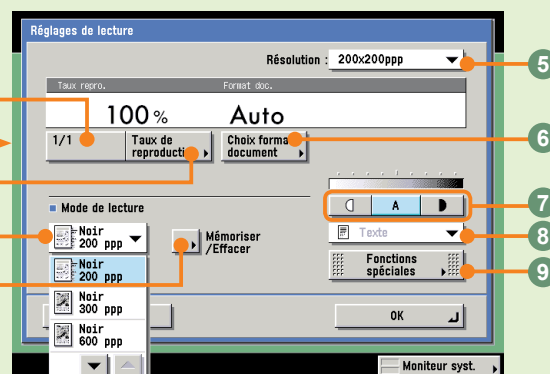 Réglages de lecture
Résolution : 200x200ppp
5
Taux repro.
Format doc.
100 %
Auto
1/1
Taux de
reproducti
Choix forma
document
6
Mode de lecture
A
7
Noir
200 ppp
Mémoriser
/Effacer
Texte
8
Noir
200 ppp
Fonctions
spéciales
9
Noir
300 ppp
OK
Noir
600 ppp
Moniteur syst.